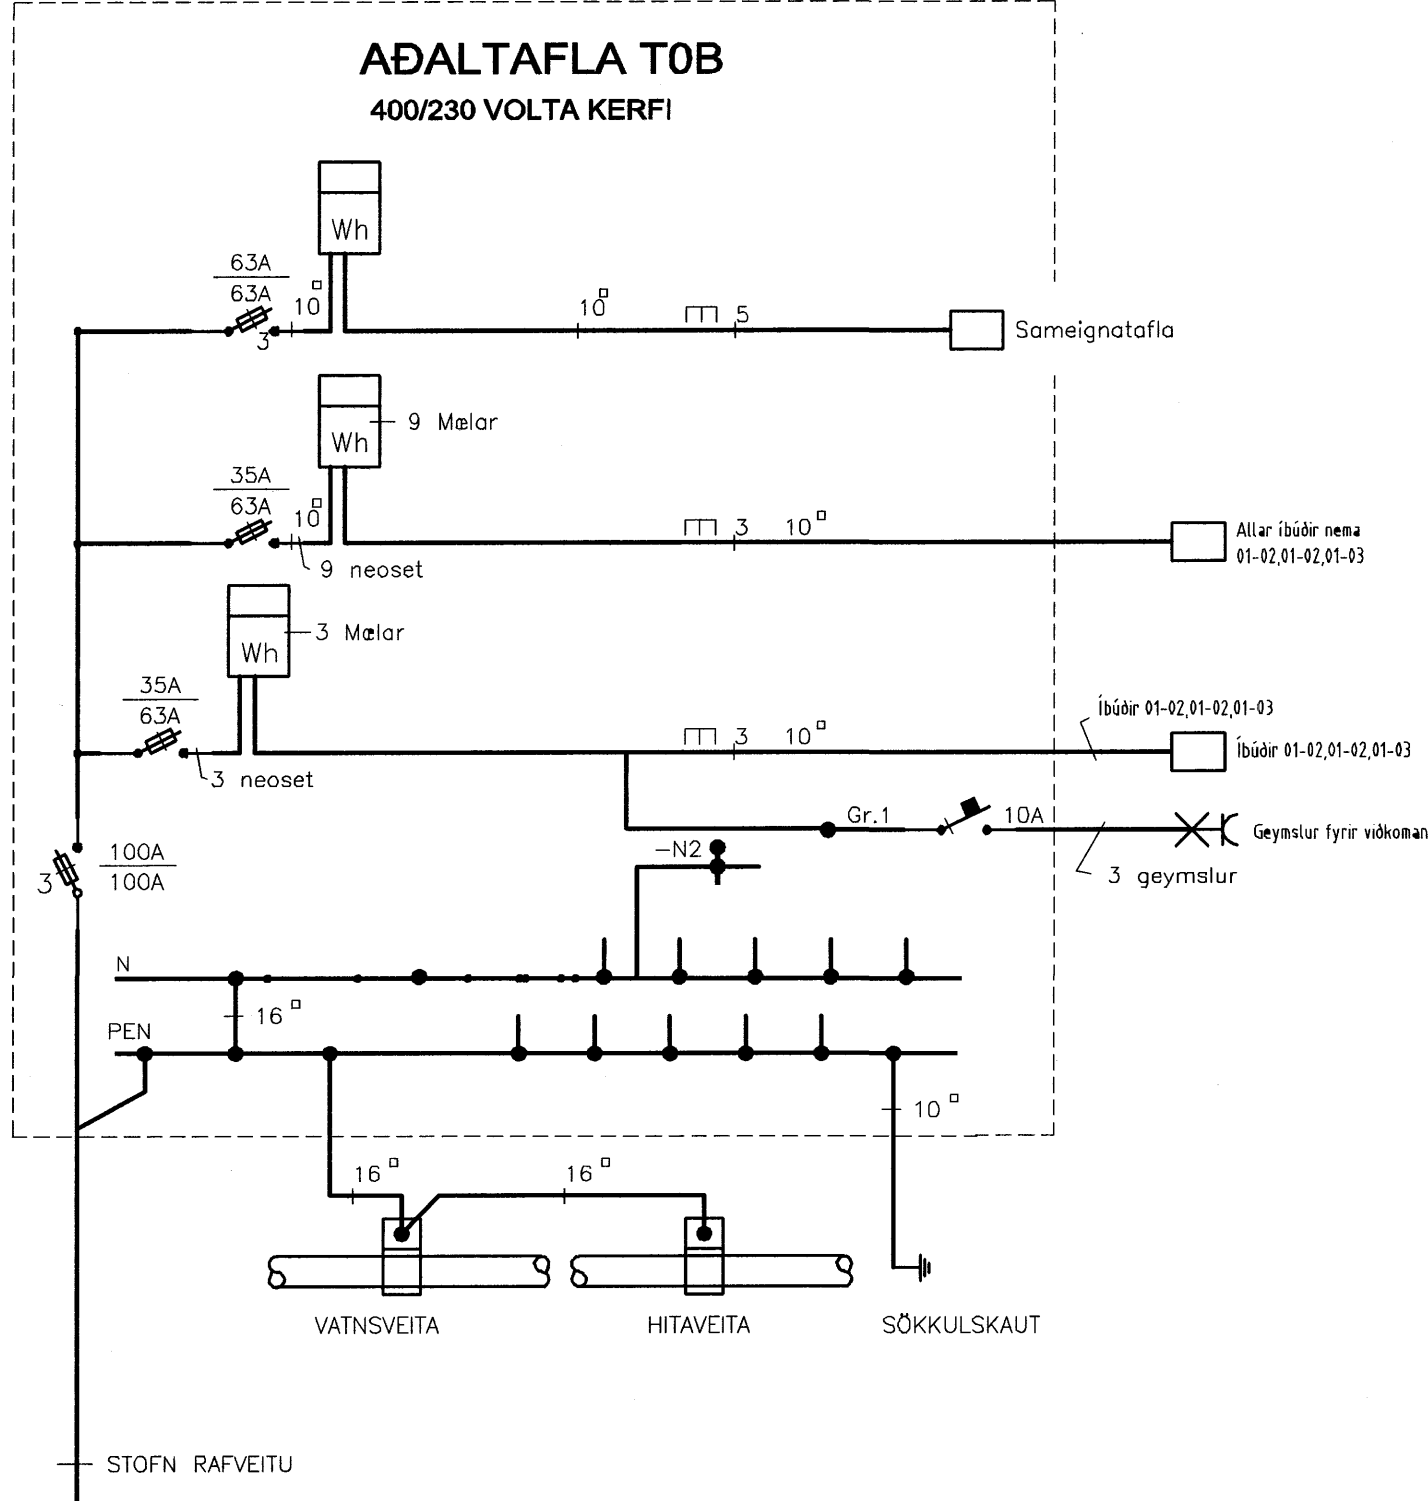 AÐALTAFLA T0B
400/230 VOLTA KERFI
Wh
63A
63A
3
10
10
5
Sameignatafla
Wh
9 Mælar
35A
63A
10
9 neoset
3
10
Allar íbúðir nema
01-02,01-02,01-03
Wh
3 Mælar
35A
63A
3 neoset
3
10
Íbúðir 01-02,01-02,01-03
Íbúðir 01-02,01-02,01-03
Gr.1
10A
Geymslur fyrir viðkoman
3 geymslur
3
100A
100A
-N2
N
16
PEN
10
16
16
VATNSVEITA
HITAVEITA
SÖKKULSKAUT
STOFN RAFVEITU